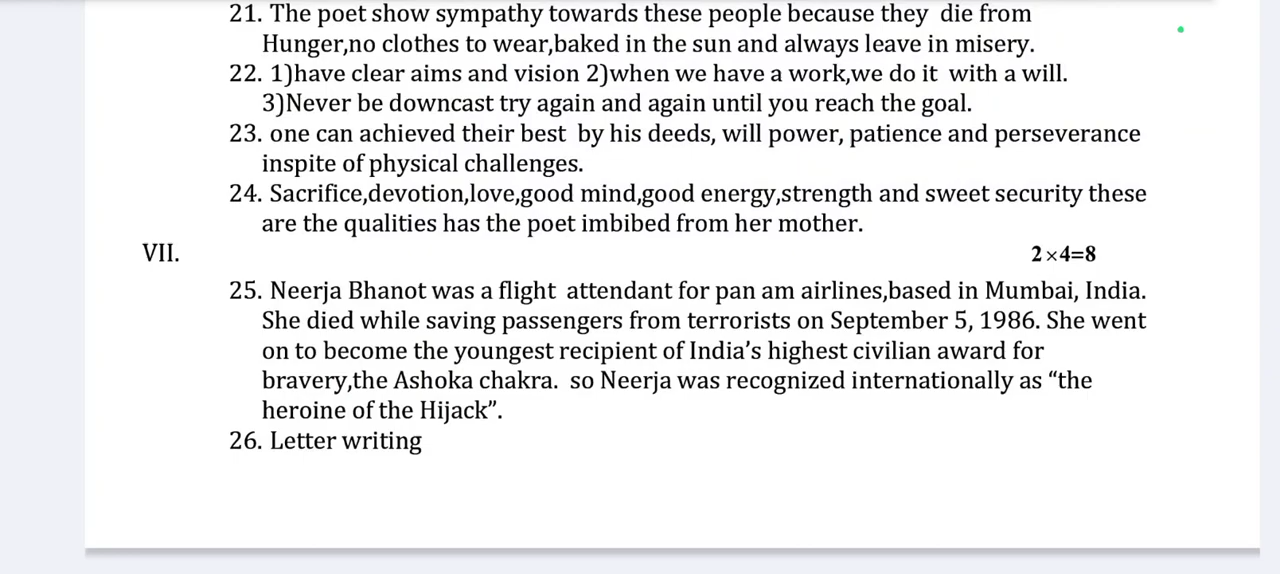 21. The poet show sympathy towards these people because they die from
Hunger,no clothes to wear,baked in the sun and always leave in misery.
22. 1)have clear aims and vision 2)when we have a work,we do it with a will.
3)Never be downcast try again and again until you reach the goal.
23. one can achieved their best by his deeds, will power, patience and perseverance
inspite of physical challenges.
24. Sacrifice,devotion,love,good mind,good energy,strength and sweet security these
are the qualities has the poet imbibed from her mother.
VII. 2×4=8
25. Neerja Bhanot was a flight attendant for pan am airlines,based in Mumbai, India.
She died while saving passengers from terrorists on September 5, 1986. She went
on to become the youngest recipient of India’s highest civilian award for
bravery,the Ashoka chakra. so Neerja was recognized internationally as “the
heroine of the Hijack”.
26. Letter writing